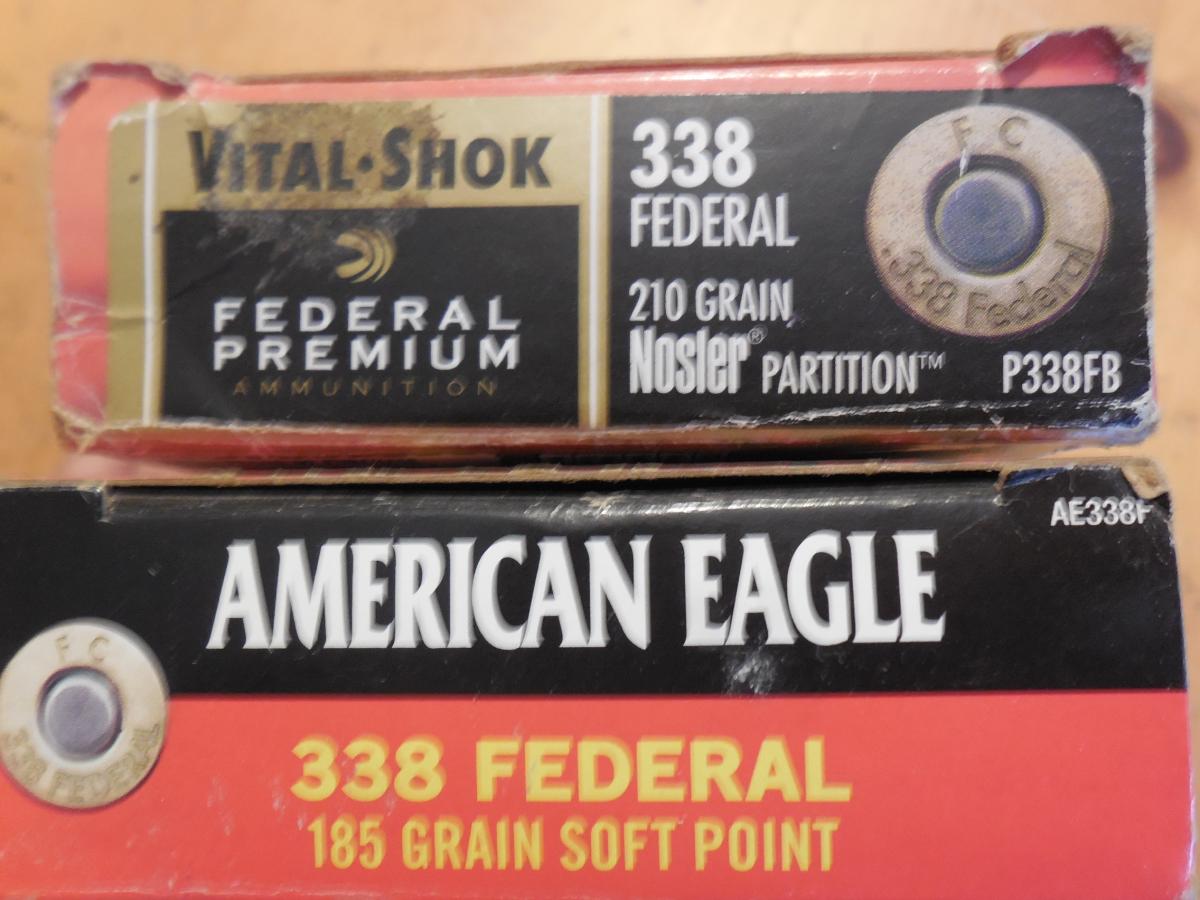 VITAL•SHOK
FEDERAL
PREMIUM
AMMUNITION
338
FEDERAL
210 GRAIN
Nosler® PARTITION™
P338FB
F C
.338 Federal
AE338F
AMERICAN EAGLE
F C
338 FEDERAL
338 FEDERAL
185 GRAIN SOFT POINT